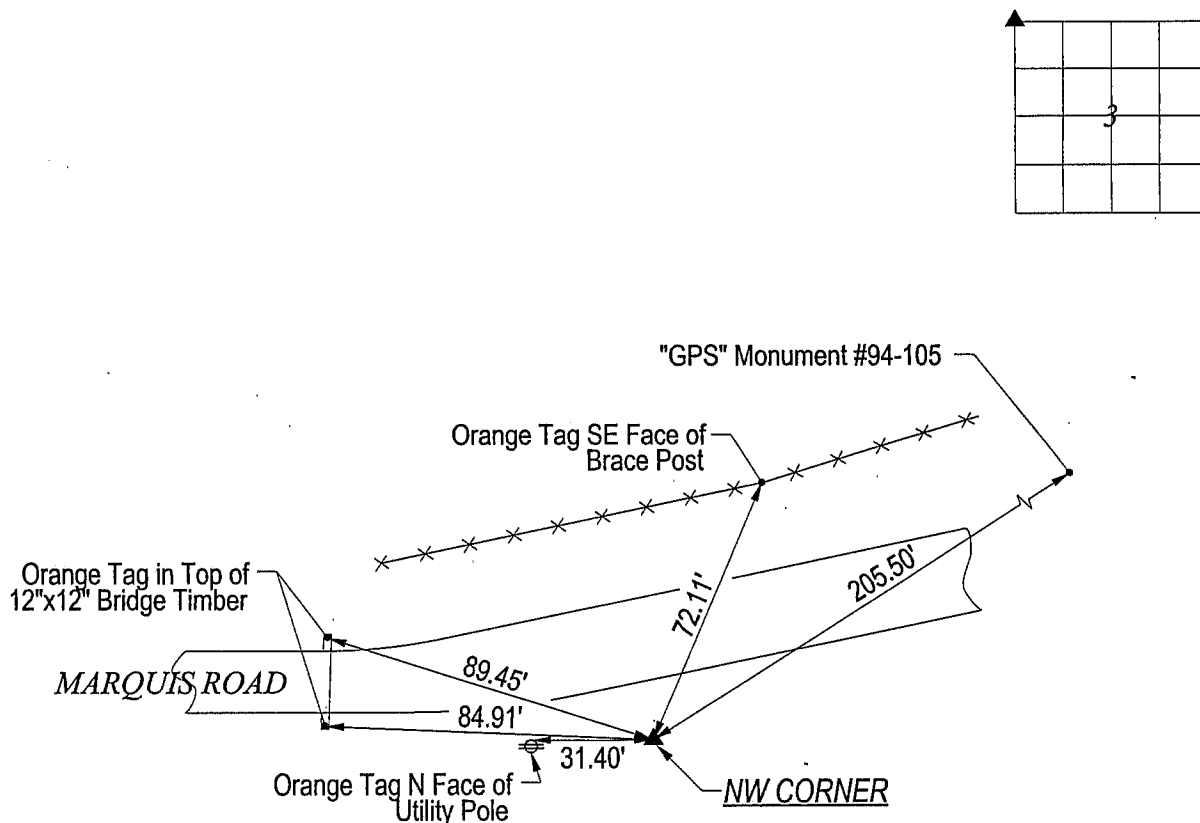 3
"GPS" Monument #94-105
Orange Tag SE Face of
Brace Post
Orange Tag in Top of
12"x12" Bridge Timber
72.11'
205.50'
89.45'
MARQUIS ROAD
84.91'
31.40'
Orange Tag N Face of
Utility Pole
NW CORNER